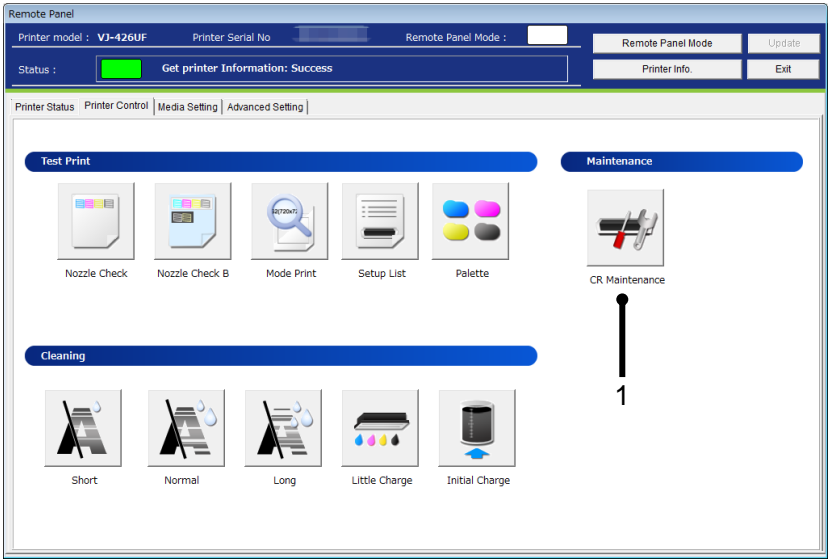 Remote Panel
Printer model : VJ-426UF Printer Serial No Remote Panel Mode :
Remote Panel Mode Update
Status : Get printer Information: Success
Printer Info. Exit
Printer Status Printer Control Media Setting Advanced Setting
Test Print Maintenance
Nozzle Check Nozzle Check B Mode Print Setup List Palette
CR Maintenance
1
Cleaning
Short Normal Long Little Charge Initial Charge